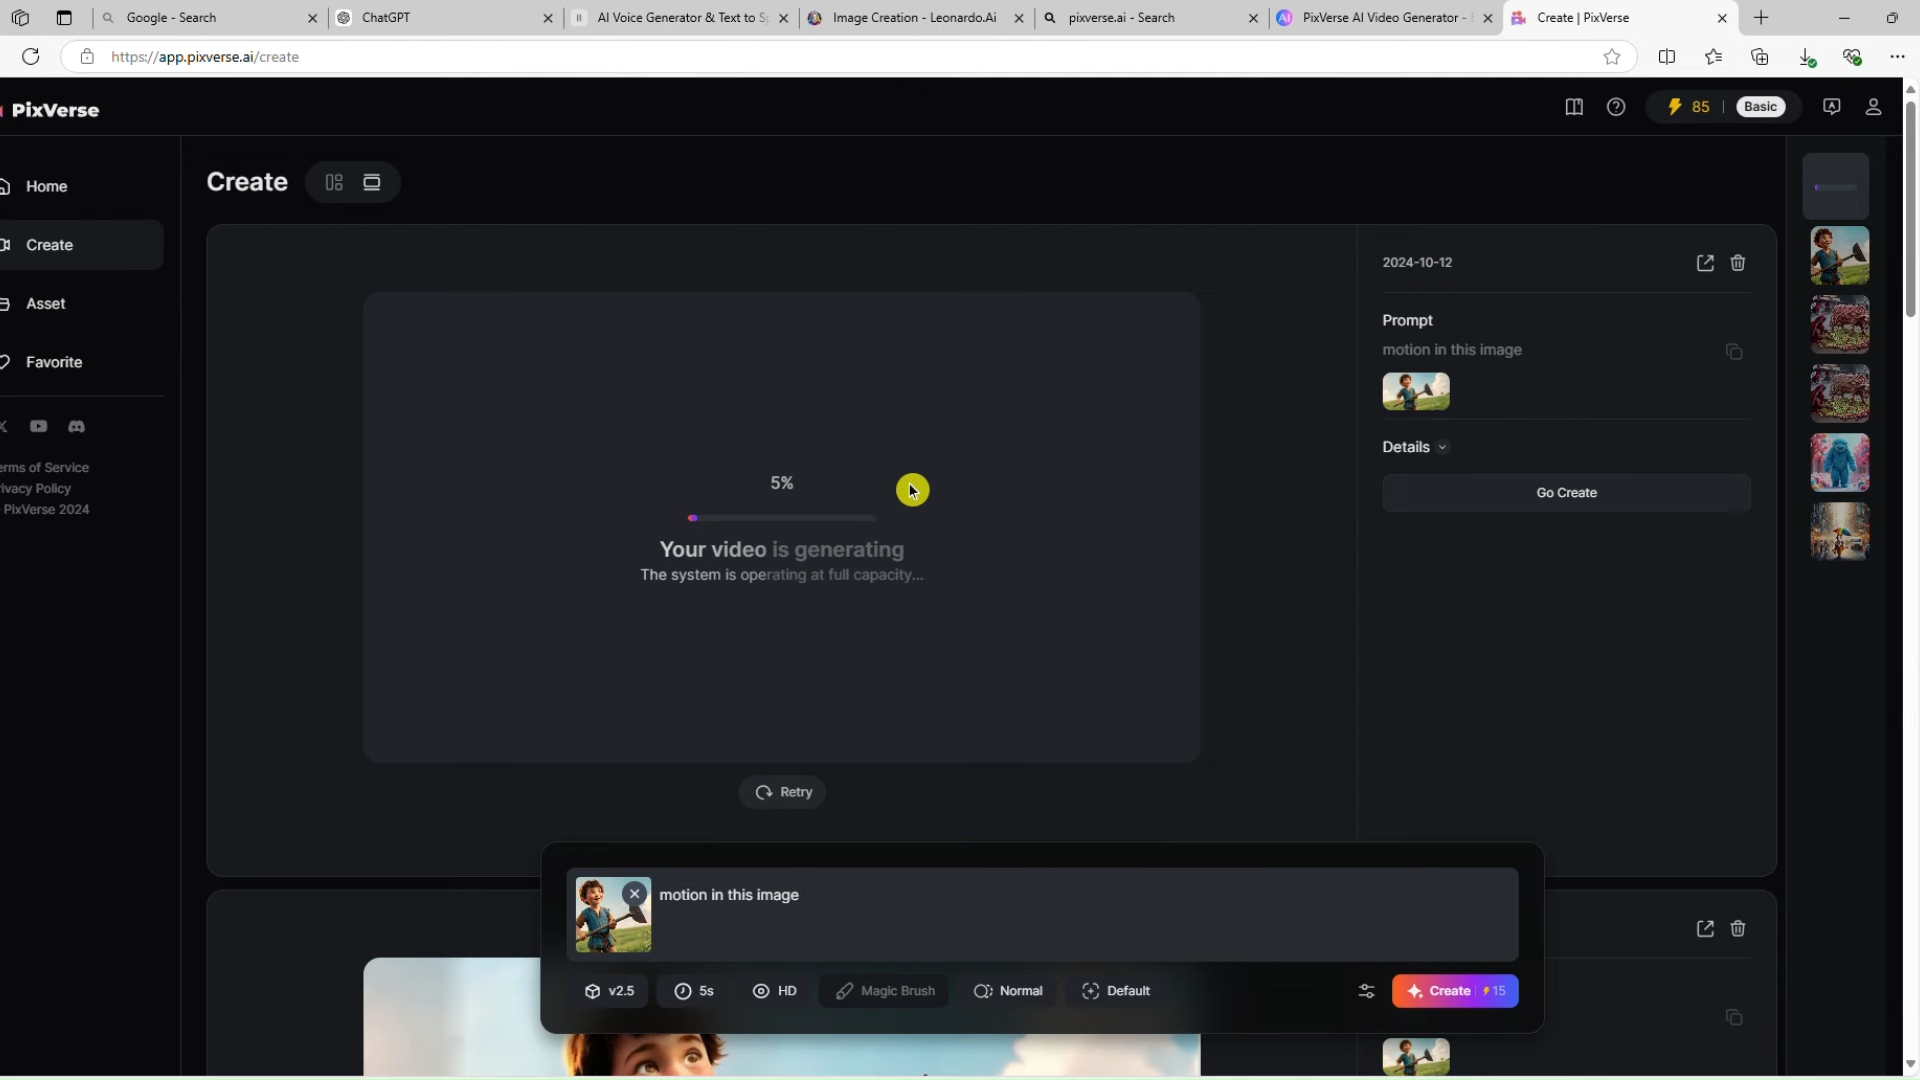 Google - Search
ChatGPT
AI Voice Generator & Text to Sp
Image Creation - Leonardo.Ai
pixverse.ai - Search
PixVerse AI Video Generator -
Create | PixVerse
https://app.pixverse.ai/create
PixVerse
85
Basic
Home
Create
Asset
Favorite
erms of Service
ivacy Policy
PixVerse 2024
Create
5%
Your video is generating
The system is operating at full capacity...
Retry
2024-10-12
Prompt
motion in this image
Details
Go Create
motion in this image
v2.5
5s
HD
Magic Brush
Normal
Default
Create
15